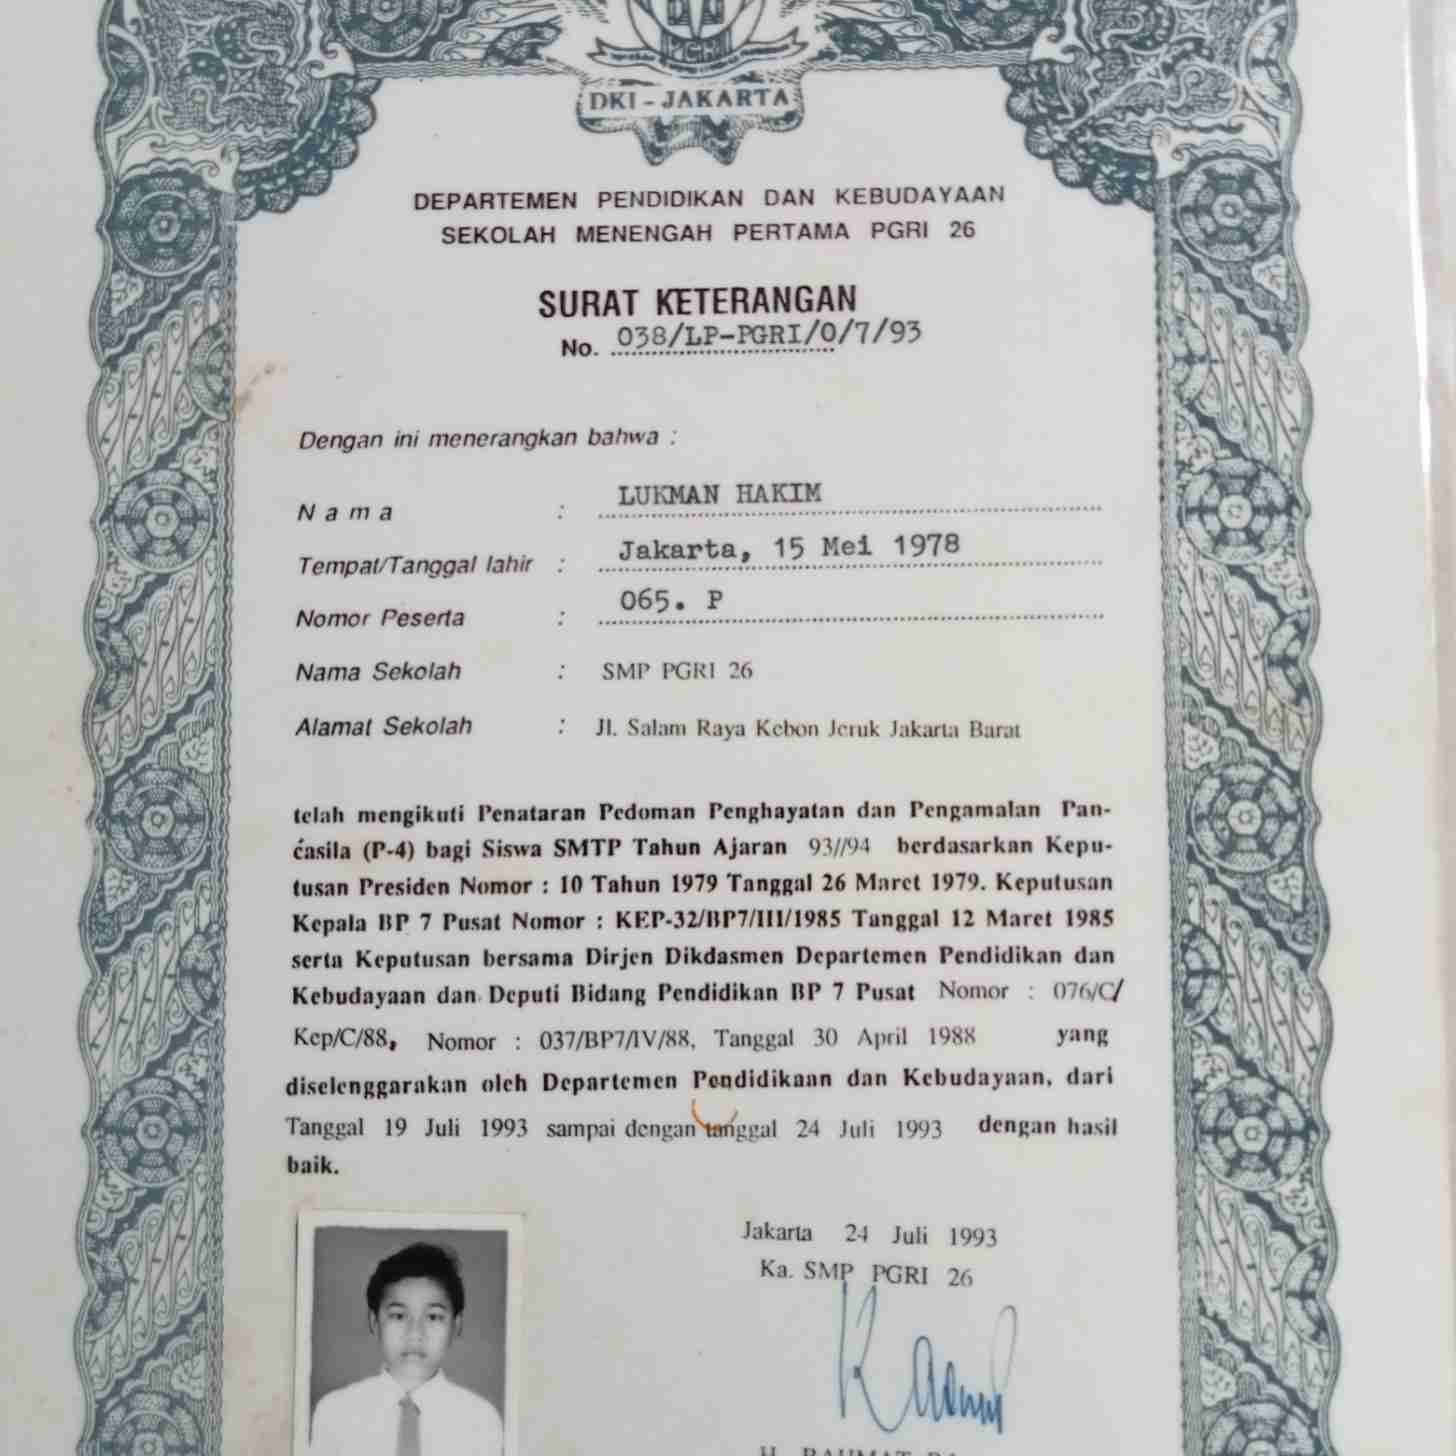 DKI - JAKARTA
DEPARTEMEN PENDIDIKAN DAN KEBUDAYAAN
SEKOLAH MENENGAH PERTAMA PGRI 26
SURAT KETERANGAN
No. 038/LP-PGRI/0/7/93
Dengan ini menerangkan bahwa :
Nama : LUKMAN HAKIM
Tempat/Tanggal lahir : Jakarta, 15 Mei 1978
Nomor Peserta : 065. P
Nama Sekolah : SMP PGRI 26
Alamat Sekolah : Jl. Salam Raya Kebon Jeruk Jakarta Barat
telah mengikuti Penataran Pedoman Penghayatan dan Pengamalan Pan-
casila (P-4) bagi Siswa SMTP Tahun Ajaran 93//94 berdasarkan Kepu-
tusan Presiden Nomor : 10 Tahun 1979 Tanggal 26 Maret 1979. Keputusan
Kepala BP 7 Pusat Nomor : KEP-32/BP7/III/1985 Tanggal 12 Maret 1985
serta Keputusan bersama Dirjen Dikdasmen Departemen Pendidikan dan
Kebudayaan dan Deputi Bidang Pendidikan BP 7 Pusat Nomor : 076/C/
Kep/C/88, Nomor : 037/BP7/IV/88, Tanggal 30 April 1988 yang
diselenggarakan oleh Departemen Pendidikaan dan Kebudayaan, dari
Tanggal 19 Juli 1993 sampai dengan tanggal 24 Juli 1993 dengan hasil
baik.
Jakarta 24 Juli 1993
Ka. SMP PGRI 26